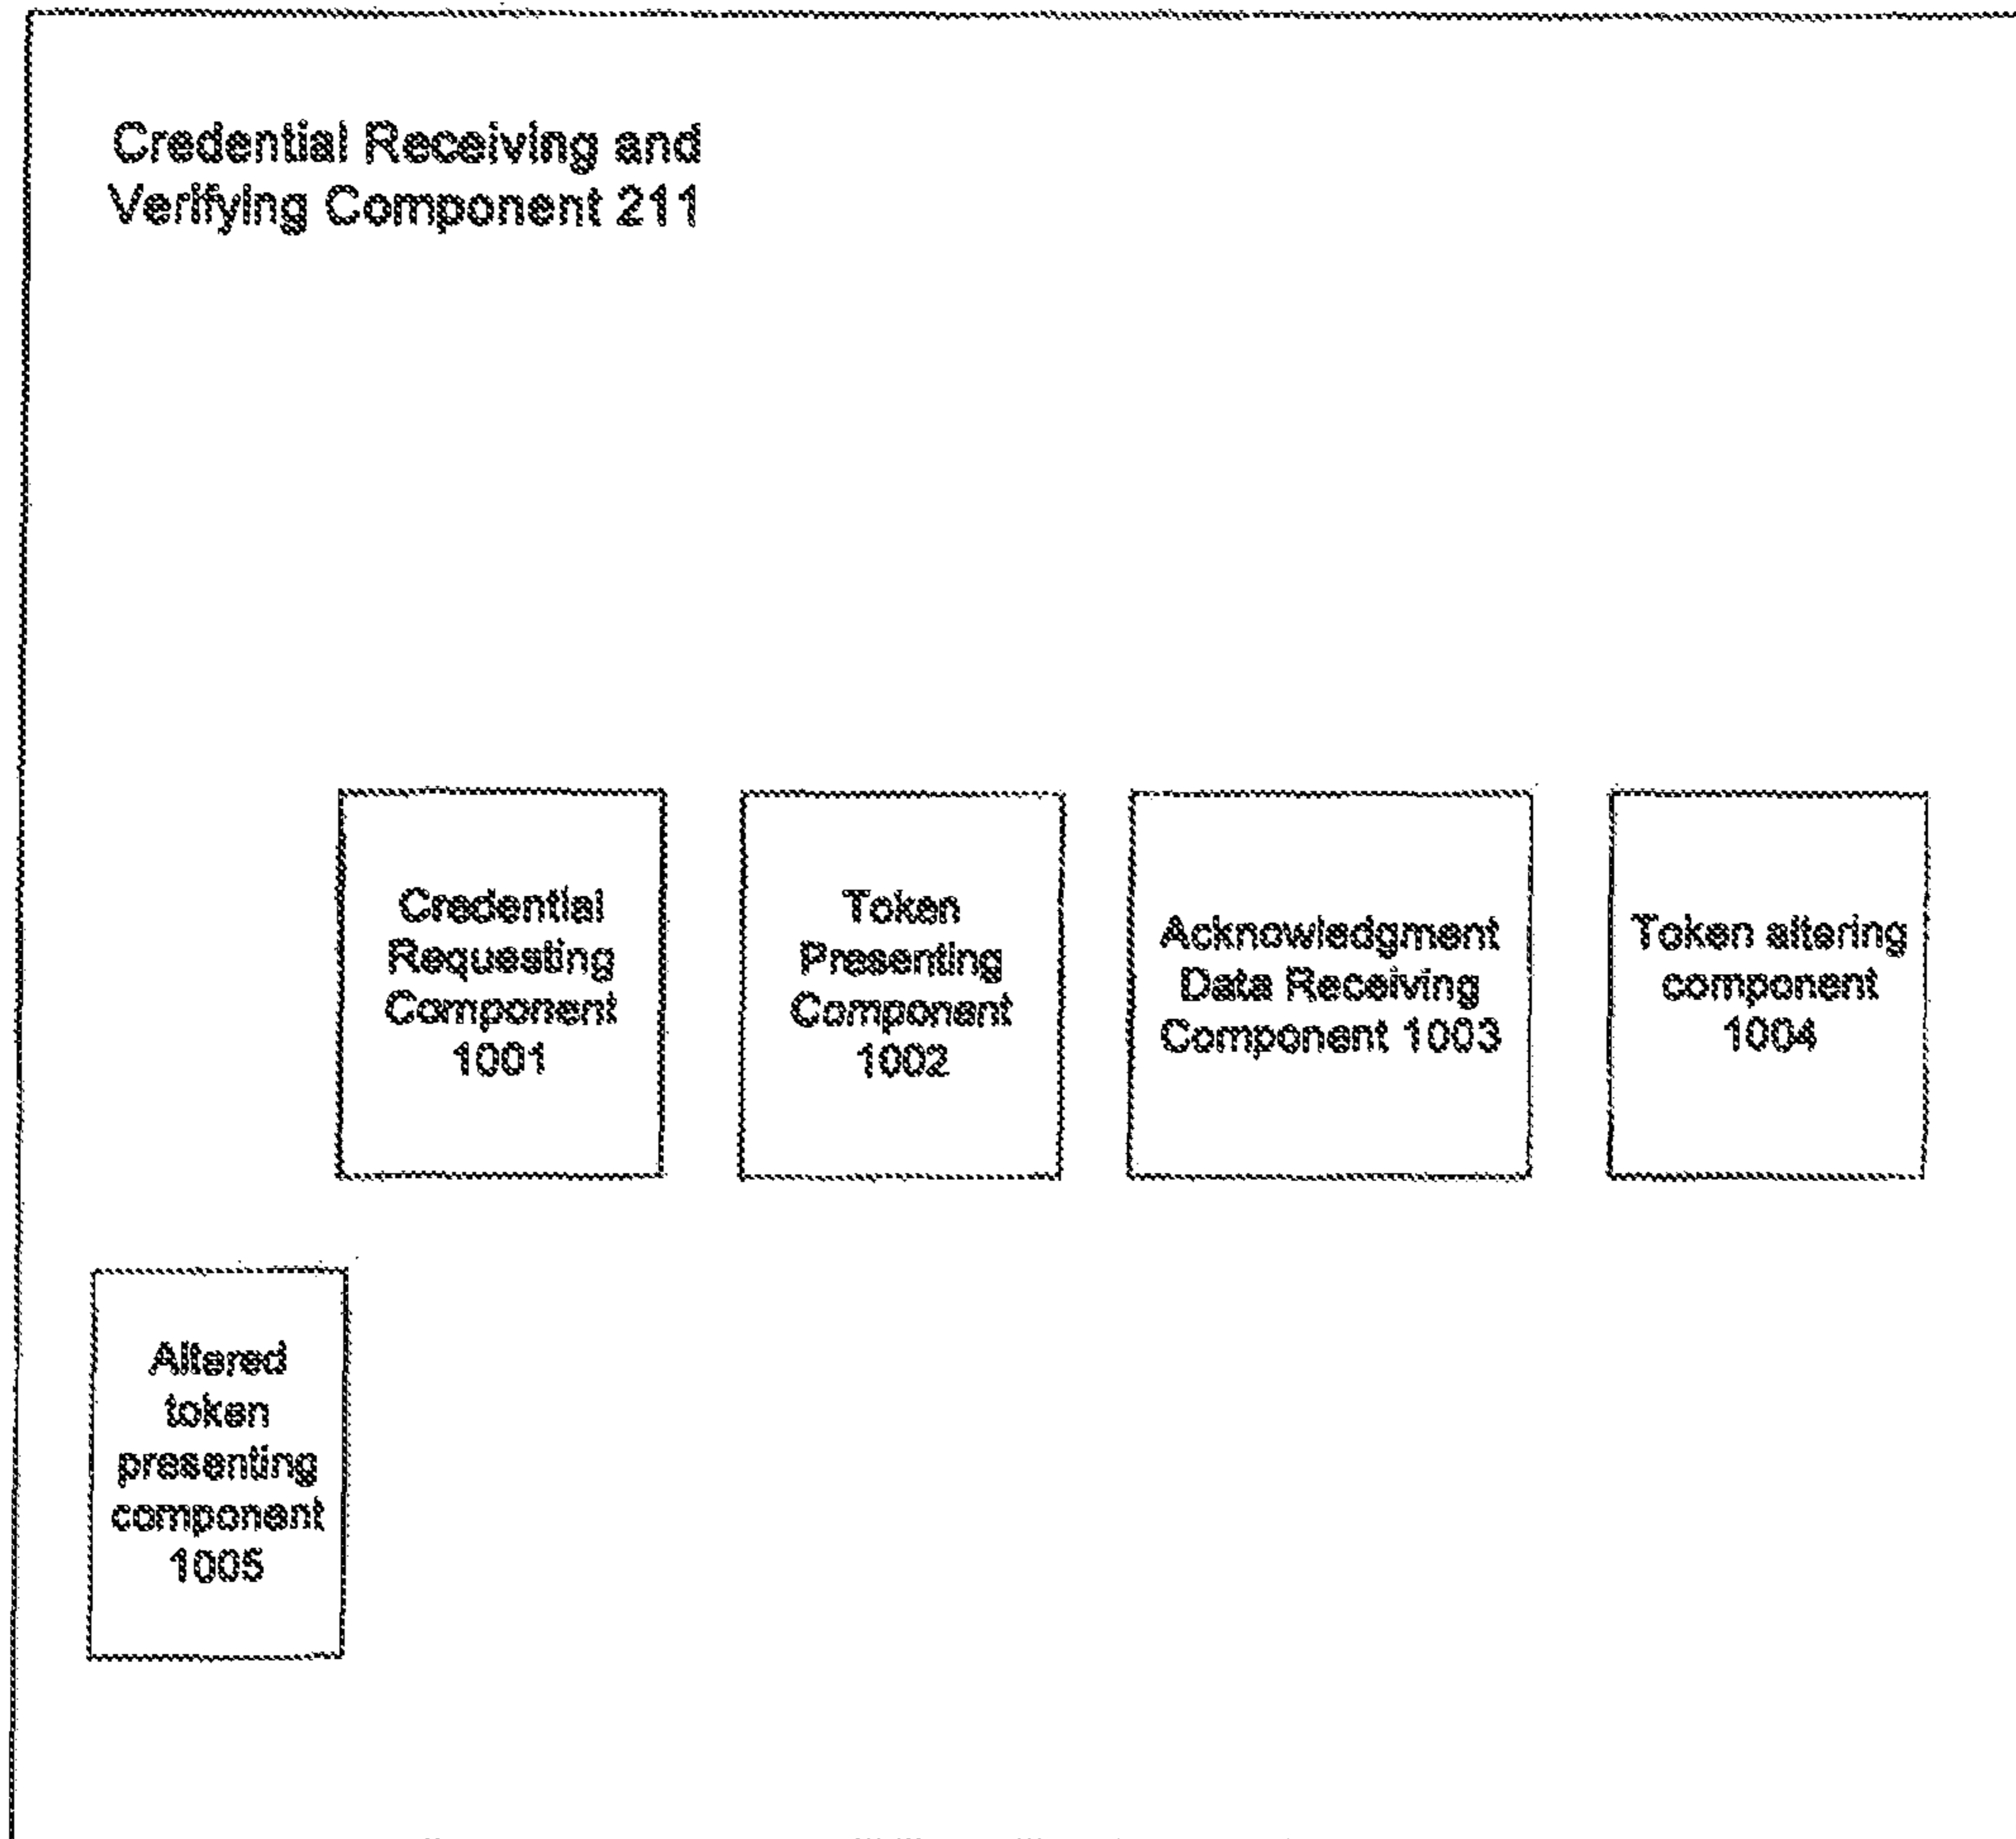 Credential Receiving and
Verifying Component 211
Credential
Requesting
Component
1001
Token
Presenting
Component
1002
Acknowledgment
Data Receiving
Component 1003
Token altering
component
1004
Altered
token
presenting
component
1005